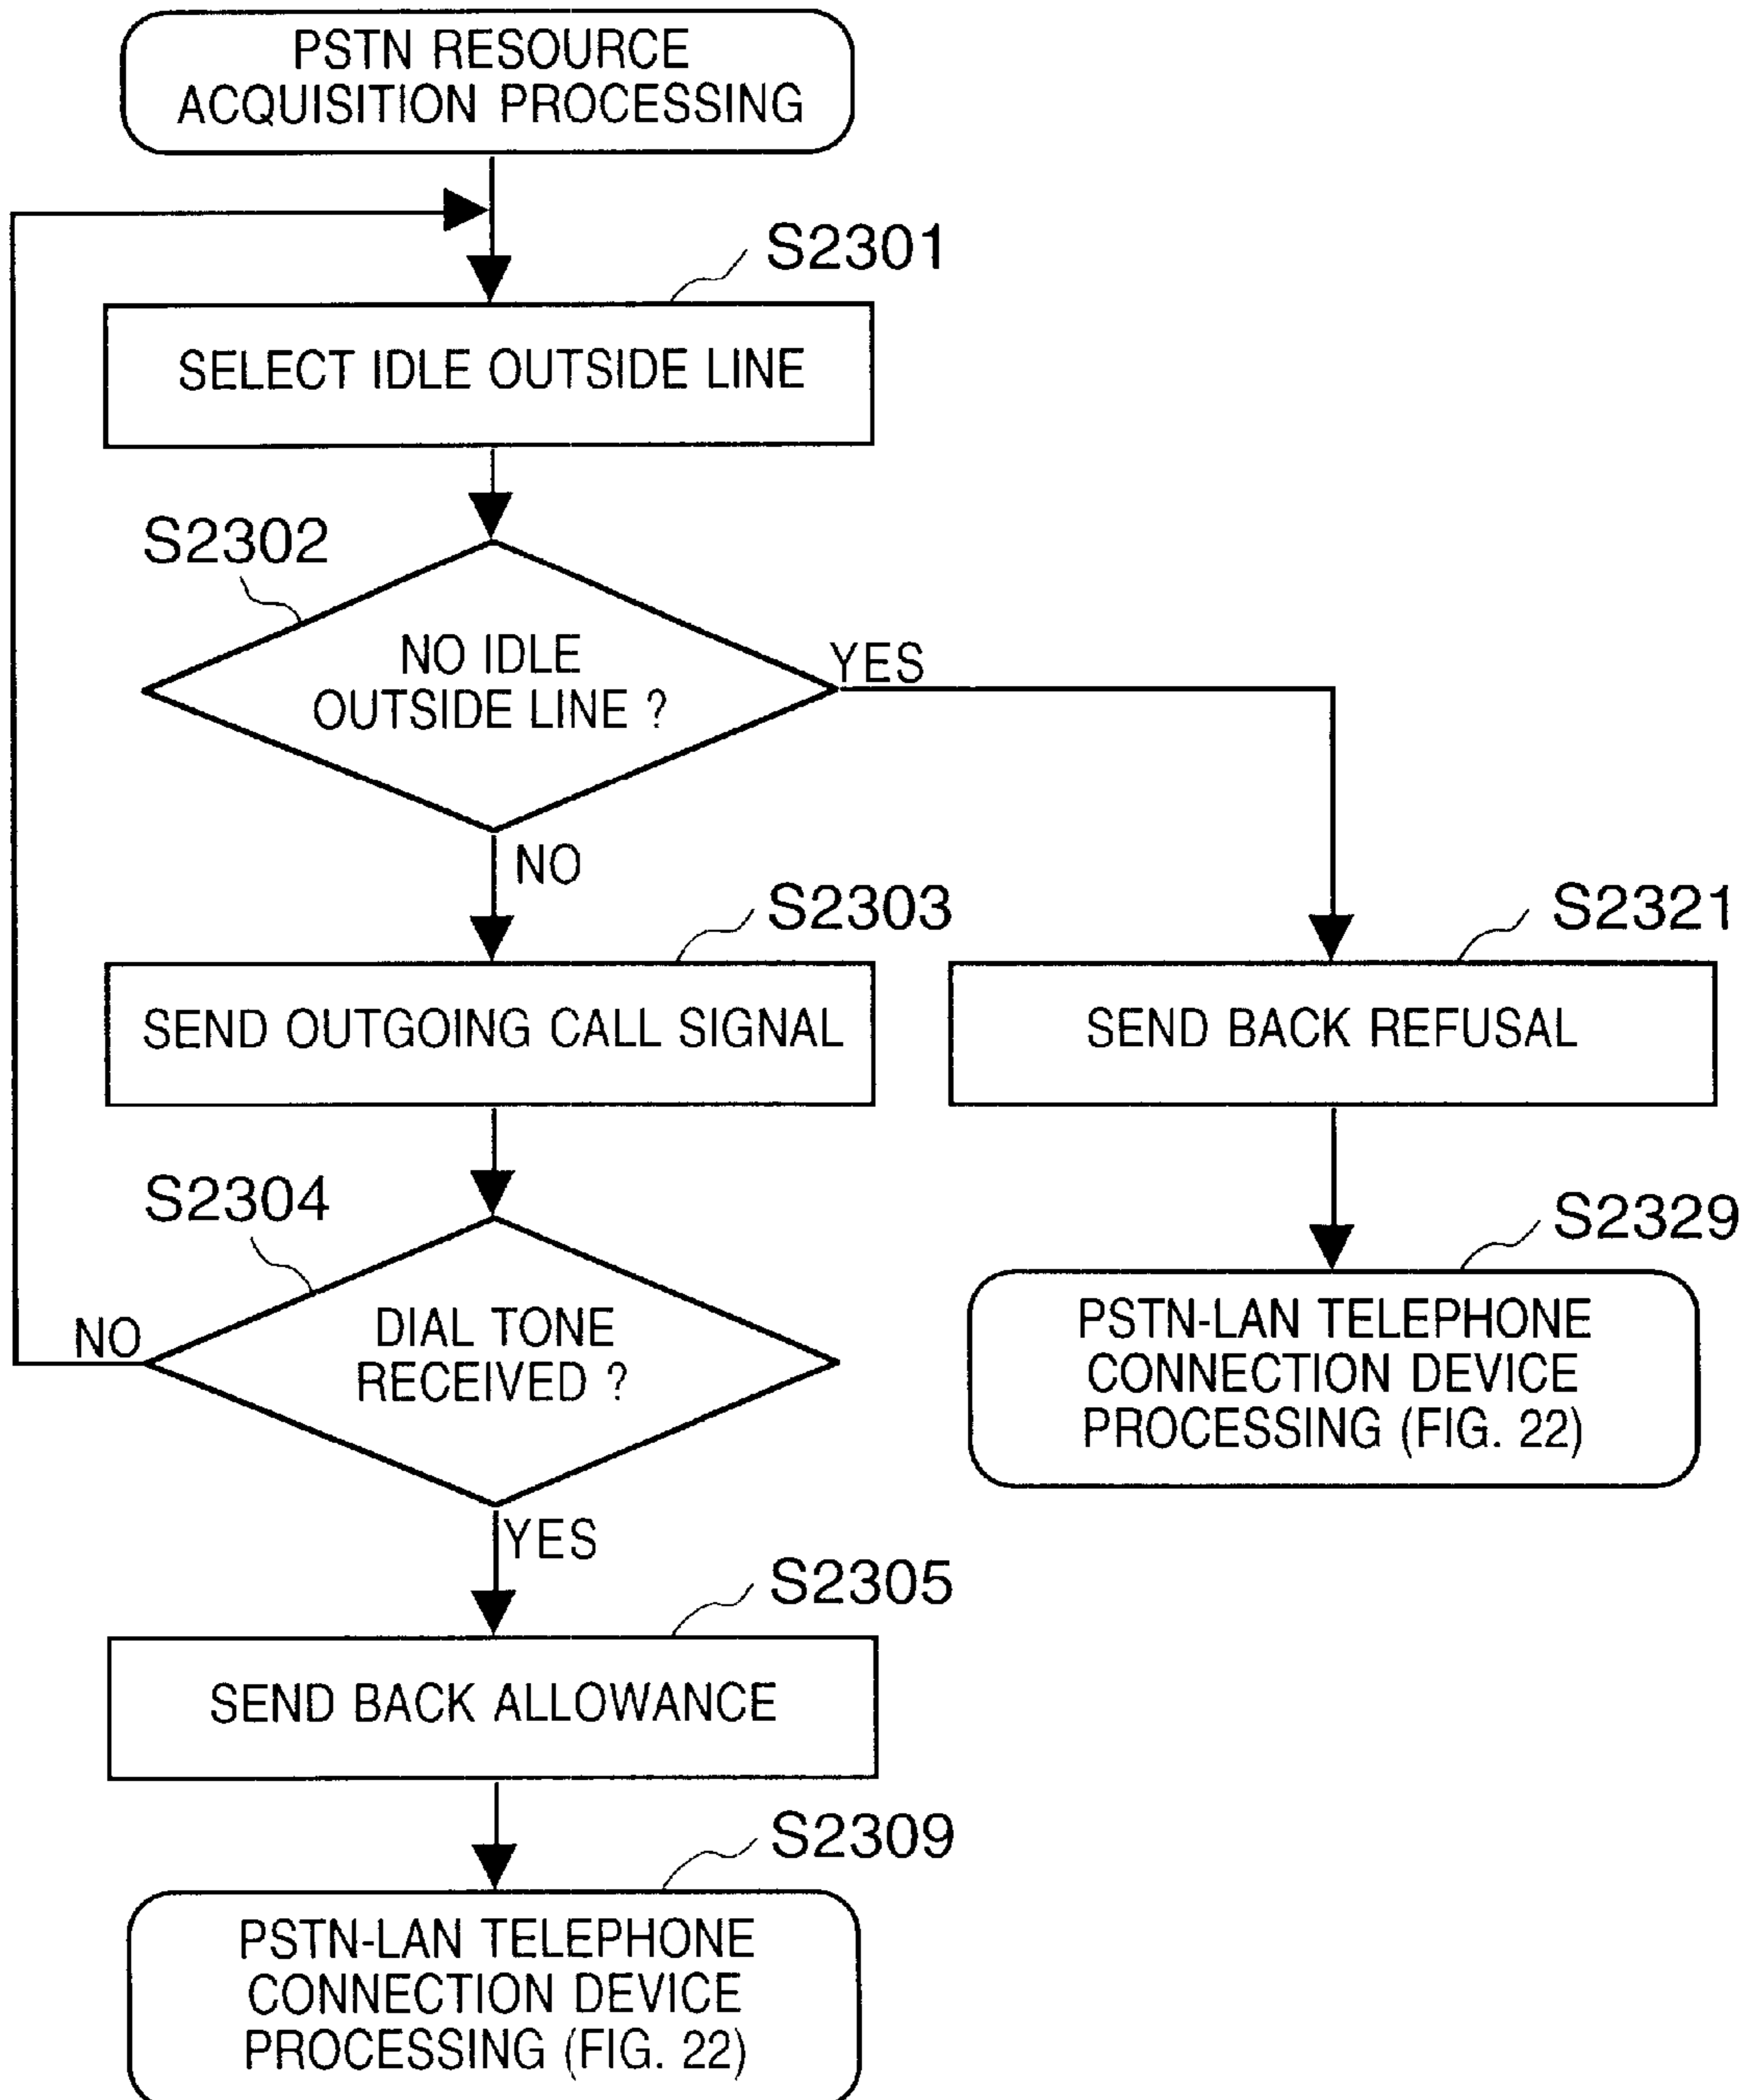 PSTN RESOURCE
ACQUISITION PROCESSING
S2301
SELECT IDLE OUTSIDE LINE
S2302
NO IDLE
OUTSIDE LINE ?
YES
NO
S2303
SEND OUTGOING CALL SIGNAL
S2321
SEND BACK REFUSAL
S2304
DIAL TONE
RECEIVED ?
NO
YES
S2329
PSTN-LAN TELEPHONE
CONNECTION DEVICE
PROCESSING (FIG. 22)
S2305
SEND BACK ALLOWANCE
S2309
PSTN-LAN TELEPHONE
CONNECTION DEVICE
PROCESSING (FIG. 22)